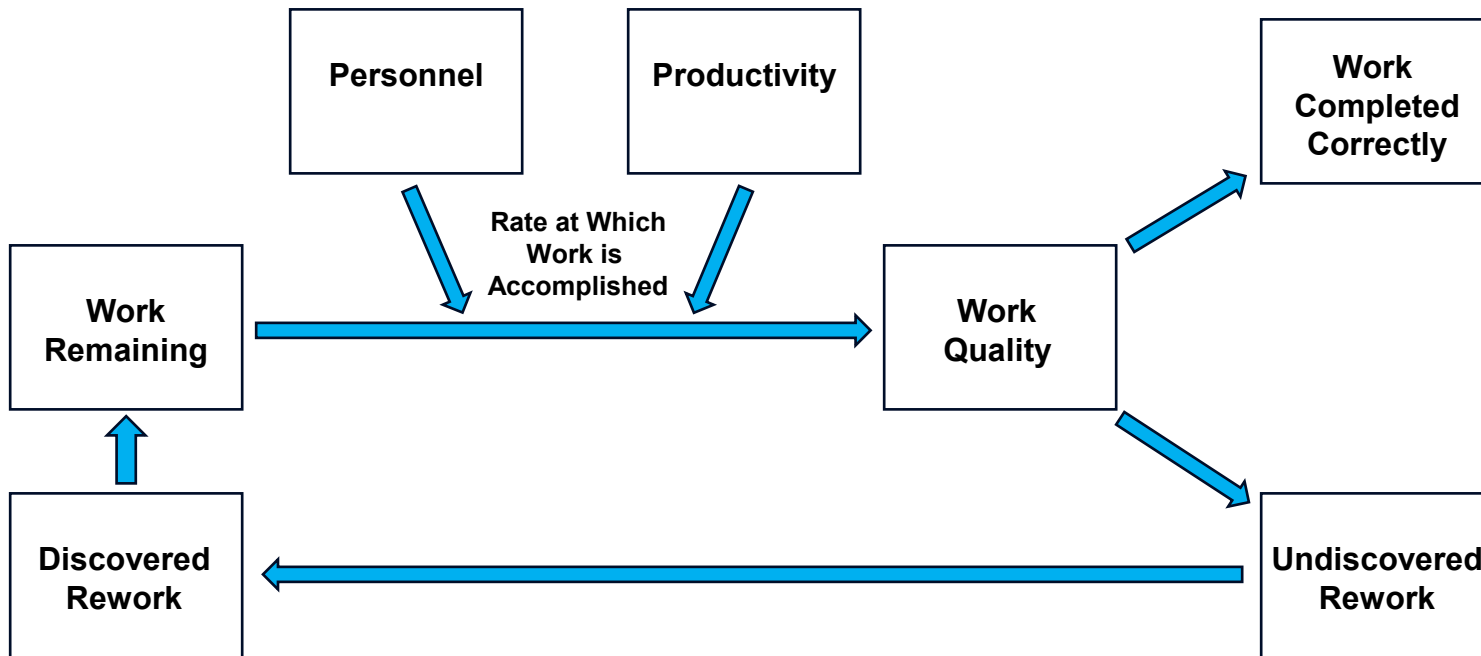 Personnel
Productivity
Work
Completed
Correctly
Rate at Which
Work is
Accomplished
Work
Remaining
Work
Quality
Discovered
Rework
Undiscovered
Rework